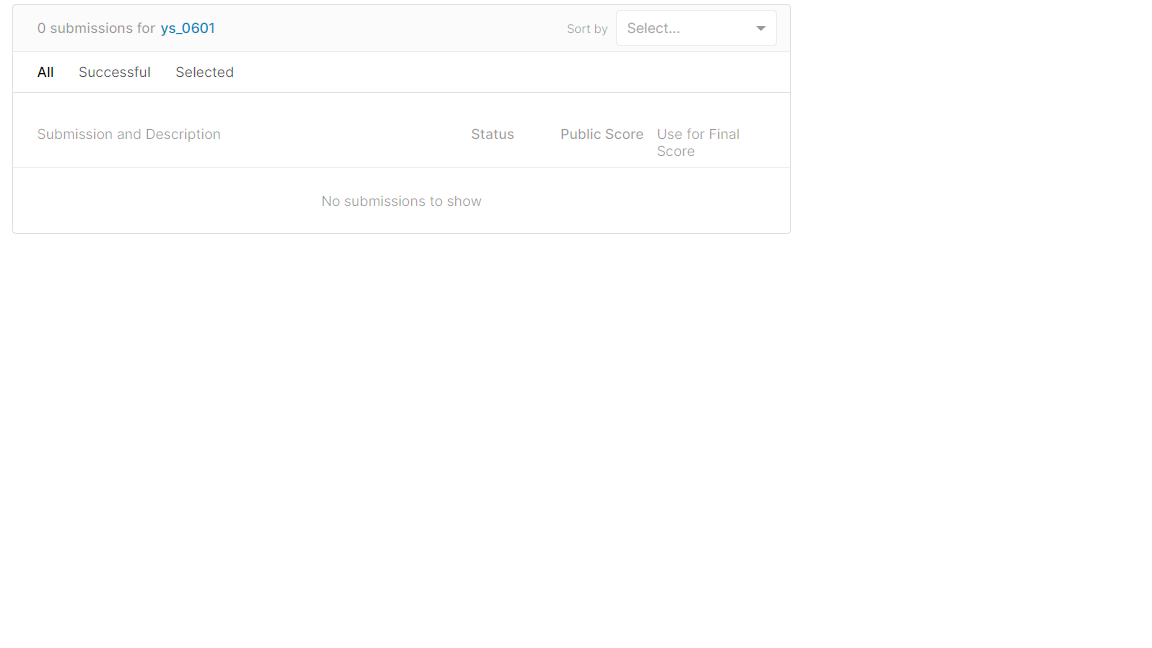 0 submissions for ys_0601 Sort by Select...
All Successful Selected
Submission and Description Status Public Score Use for Final
Score
No submissions to show